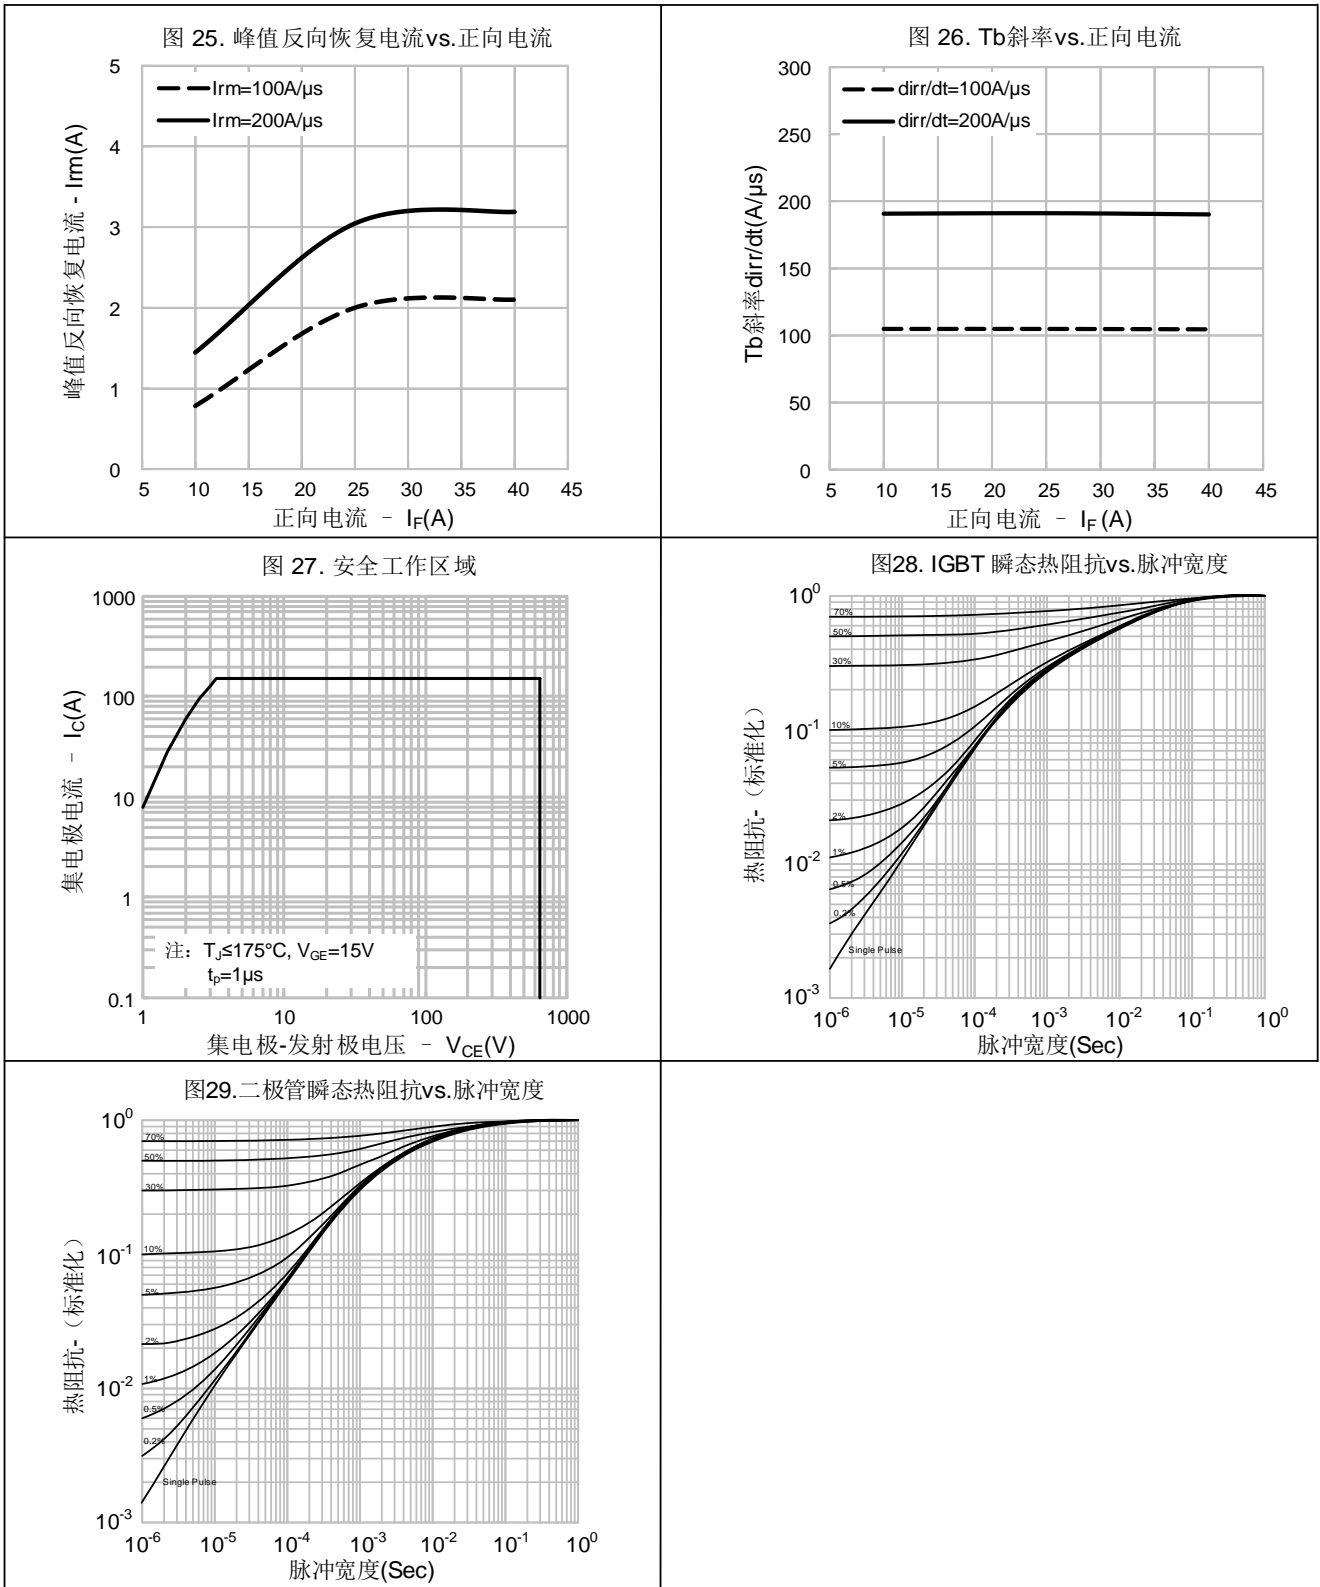 图 25. 峰值反向恢复电流vs.正向电流
5
4
3
2
1
0
Irm=100A/μs
Irm=200A/μs
峰值反向恢复电流 - Irm(A)
5 10 15 20 25 30 35 40 45
正向电流 - IF(A)
图 26. Tb斜率vs.正向电流
300
250
200
150
100
50
0
dirr/dt=100A/μs
dirr/dt=200A/μs
Tb斜率dirr/dt(A/μs)
5 10 15 20 25 30 35 40 45
正向电流 - IF (A)
图 27. 安全工作区域
1000
100
10
1
0.1
集电极电流 - IC(A)
注: TJ≤175°C, VGE=15V
tp=1μs
1 10 100 1000
集电极-发射极电压 - VCE(V)
图28. IGBT 瞬态热阻抗vs.脉冲宽度
10^0
10^-1
10^-2
10^-3
热阻抗-（标准化）
70%
50%
30%
10%
5%
2%
1%
0.5%
0.2%
Single Pulse
10^-6 10^-5 10^-4 10^-3 10^-2 10^-1 10^0
脉冲宽度(Sec)
图29.二极管瞬态热阻抗vs.脉冲宽度
10^0
10^-1
10^-2
10^-3
热阻抗-（标准化）
70%
50%
30%
10%
5%
2%
1%
0.5%
0.2%
Single Pulse
10^-6 10^-5 10^-4 10^-3 10^-2 10^-1 10^0
脉冲宽度(Sec)